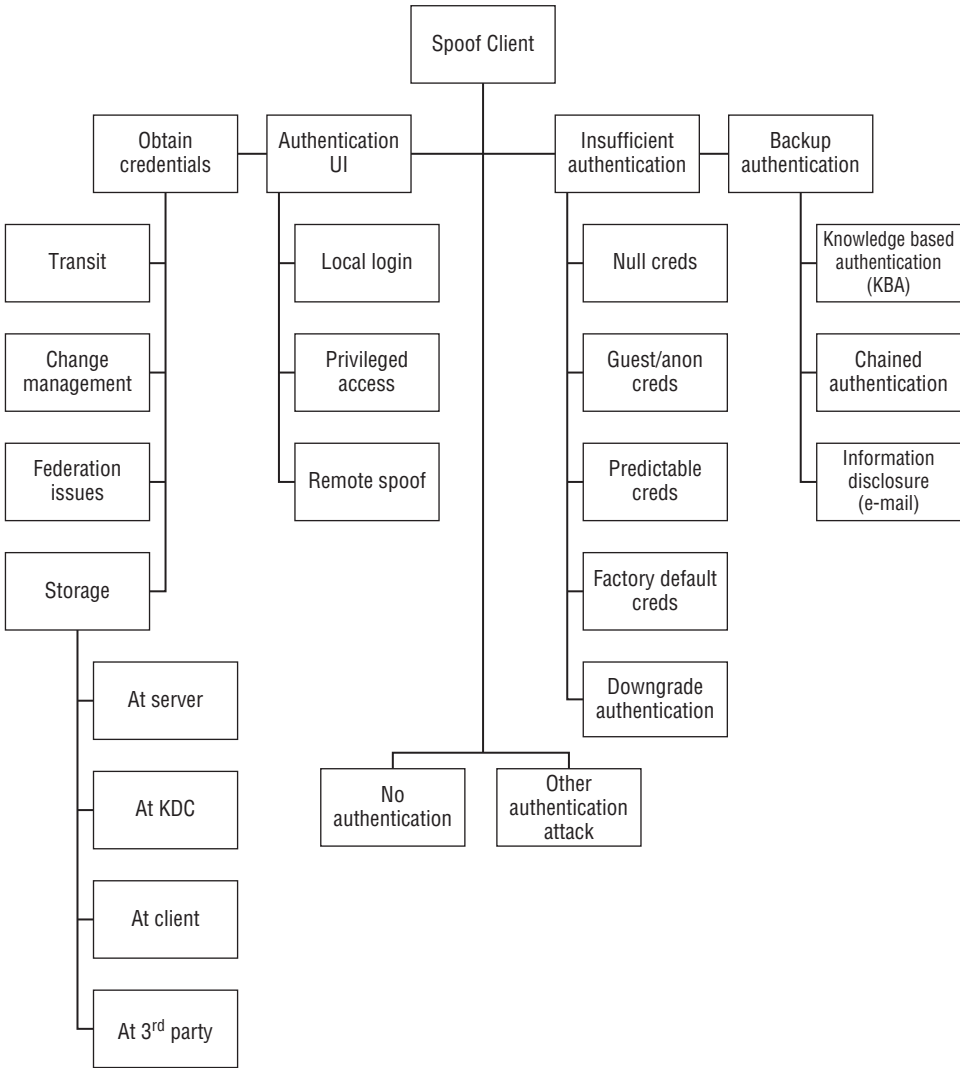 Spoof Client
Obtain
credentials
Authentication
UI
Insufficient
authentication
Backup
authentication
Transit
Change
management
Federation
issues
Storage
At server
At KDC
At client
At 3rd party
Local login
Privileged
access
Remote spoof
Null creds
Guest/anon
creds
Predictable
creds
Factory default
creds
Downgrade
authentication
Knowledge based
authentication
(KBA)
Chained
authentication
Information
disclosure
(e-mail)
No
authentication
Other
authentication
attack